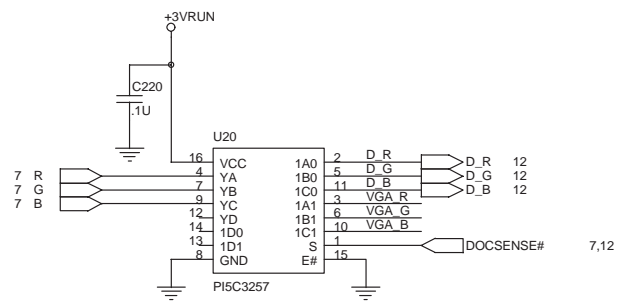 +3VRUN
C220
.1U
U20
16 VCC 1A0 2 D_R D_R 12
7 R 4 YA 1B0 5 D_G D_G 12
7 G 7 YB 1C0 11 D_B D_B 12
7 B 9 YC 1A1 3 VGA_R
12 YD 1B1 6 VGA_G
14 1D0 1C1 10 VGA_B
13 1D1 S 1 DOCSENSE# 7,12
8 GND E# 15
PI5C3257